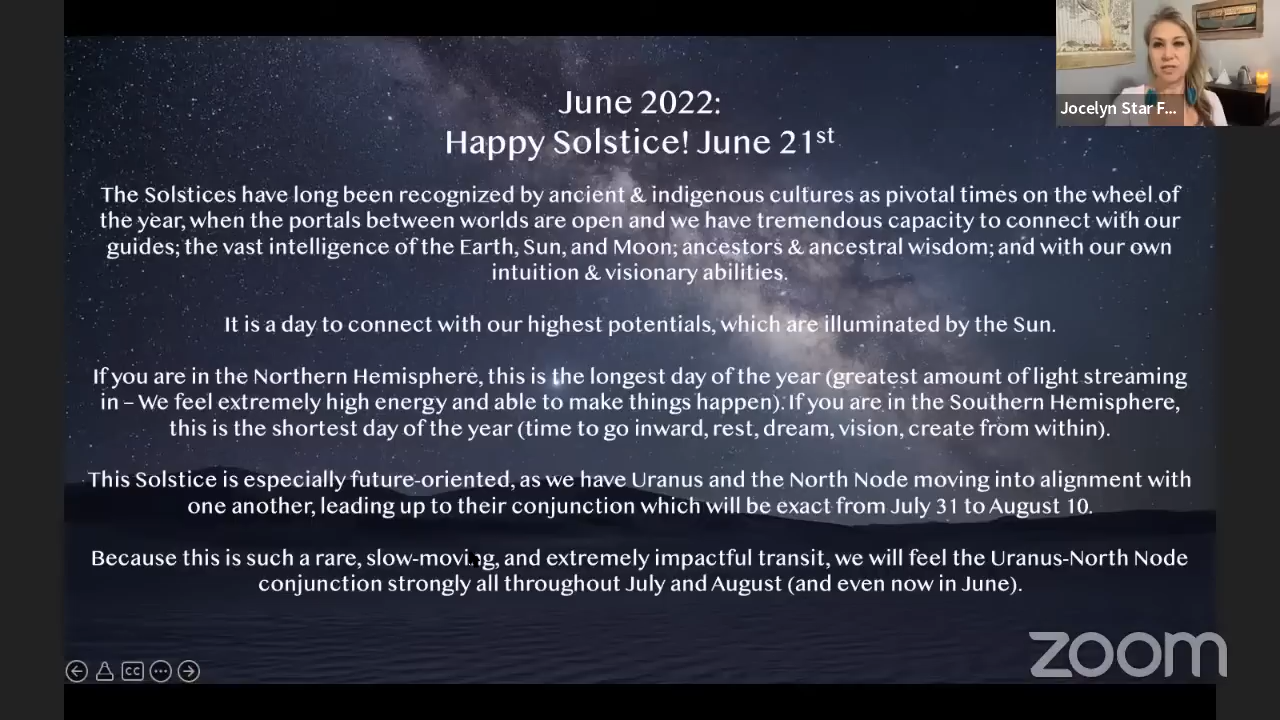 June 2022:
Happy Solstice! June 21st
Jocelyn Star F...
The Solstices have long been recognized by ancient & indigenous cultures as pivotal times on the wheel of
the year, when the portals between worlds are open and we have tremendous capacity to connect with our
guides; the vast intelligence of the Earth, Sun, and Moon; ancestors & ancestral wisdom; and with our own
intuition & visionary abilities.
It is a day to connect with our highest potentials, which are illuminated by the Sun.
If you are in the Northern Hemisphere, this is the longest day of the year (greatest amount of light streaming
in – We feel extremely high energy and able to make things happen). If you are in the Southern Hemisphere,
this is the shortest day of the year (time to go inward, rest, dream, vision, create from within).
This Solstice is especially future-oriented, as we have Uranus and the North Node moving into alignment with
one another, leading up to their conjunction which will be exact from July 31 to August 10.
Because this is such a rare, slow-moving, and extremely impactful transit, we will feel the Uranus-North Node
conjunction strongly all throughout July and August (and even now in June).
CC
zoom